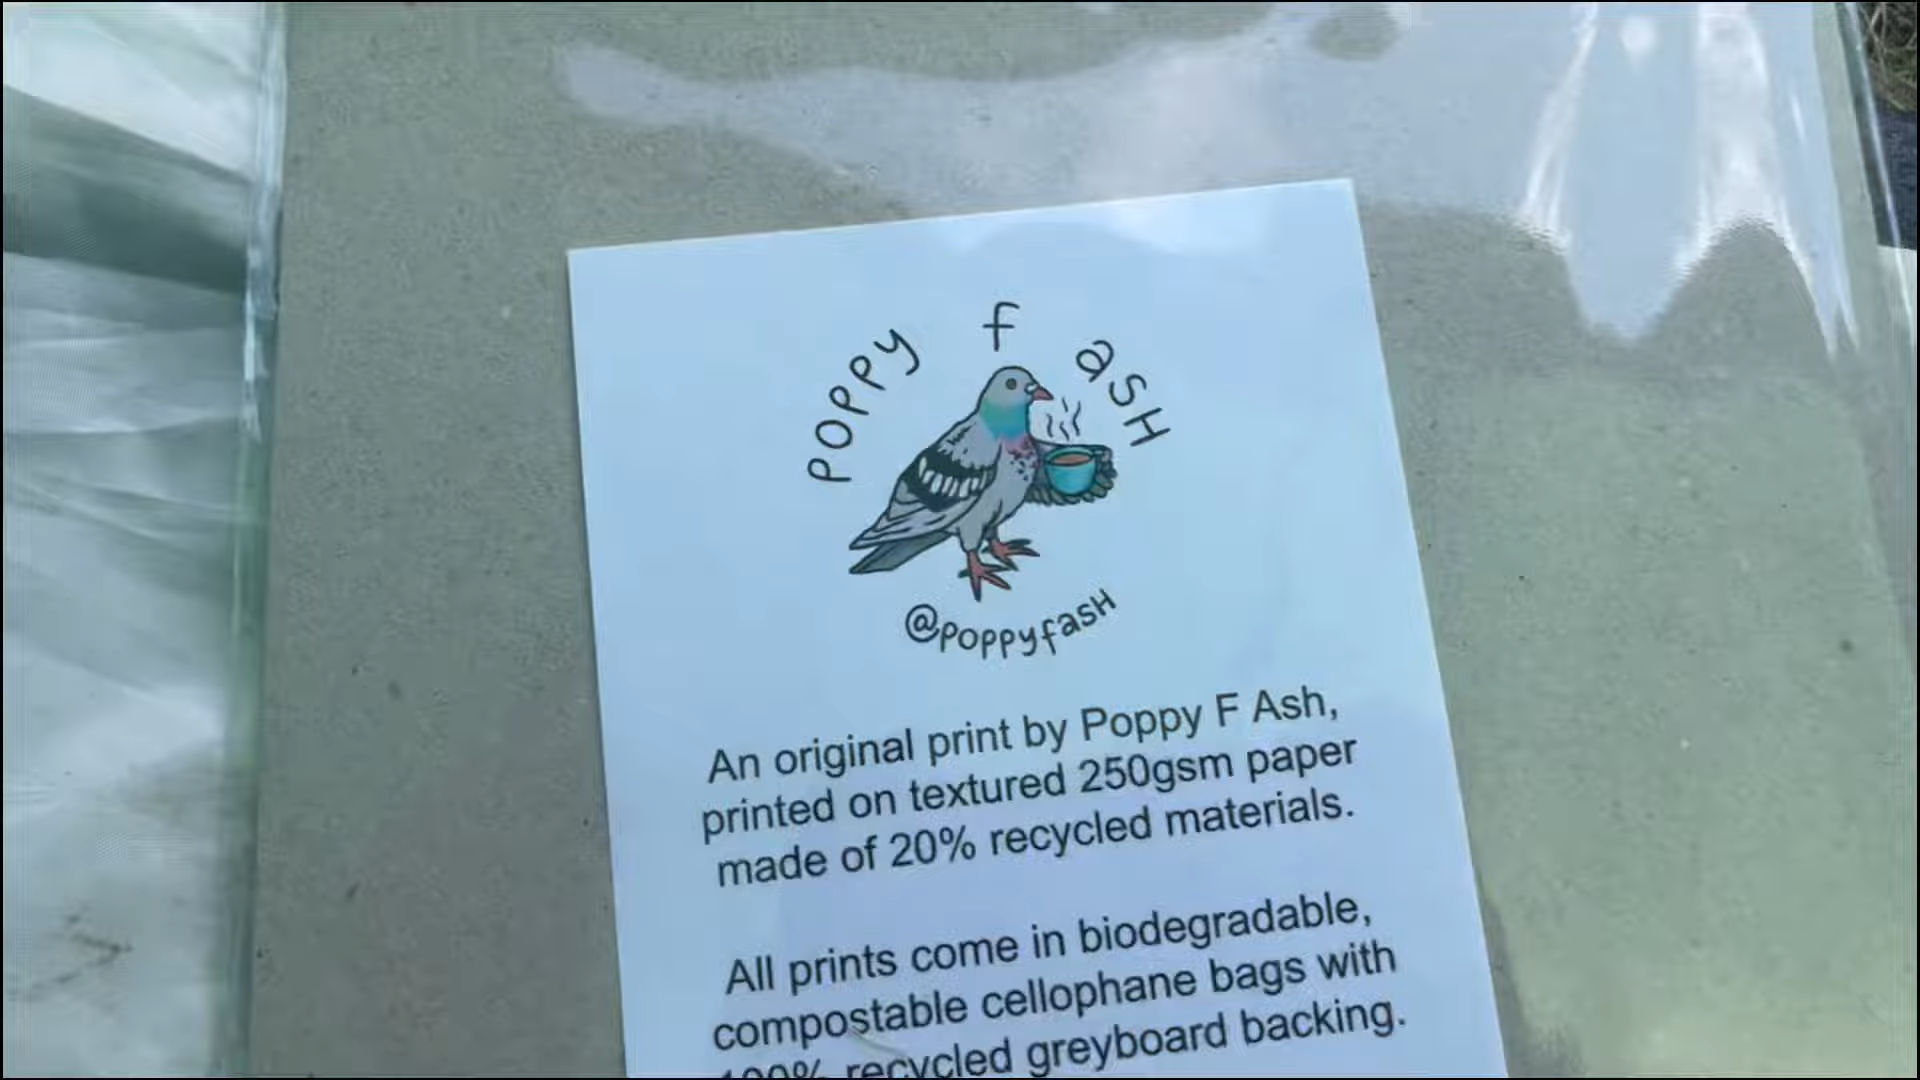 POPPY f asH
@poppyfasH
An original print by Poppy F Ash,
printed on textured 250gsm paper
made of 20% recycled materials.
All prints come in biodegradable,
compostable cellophane bags with
100% recycled greyboard backing.